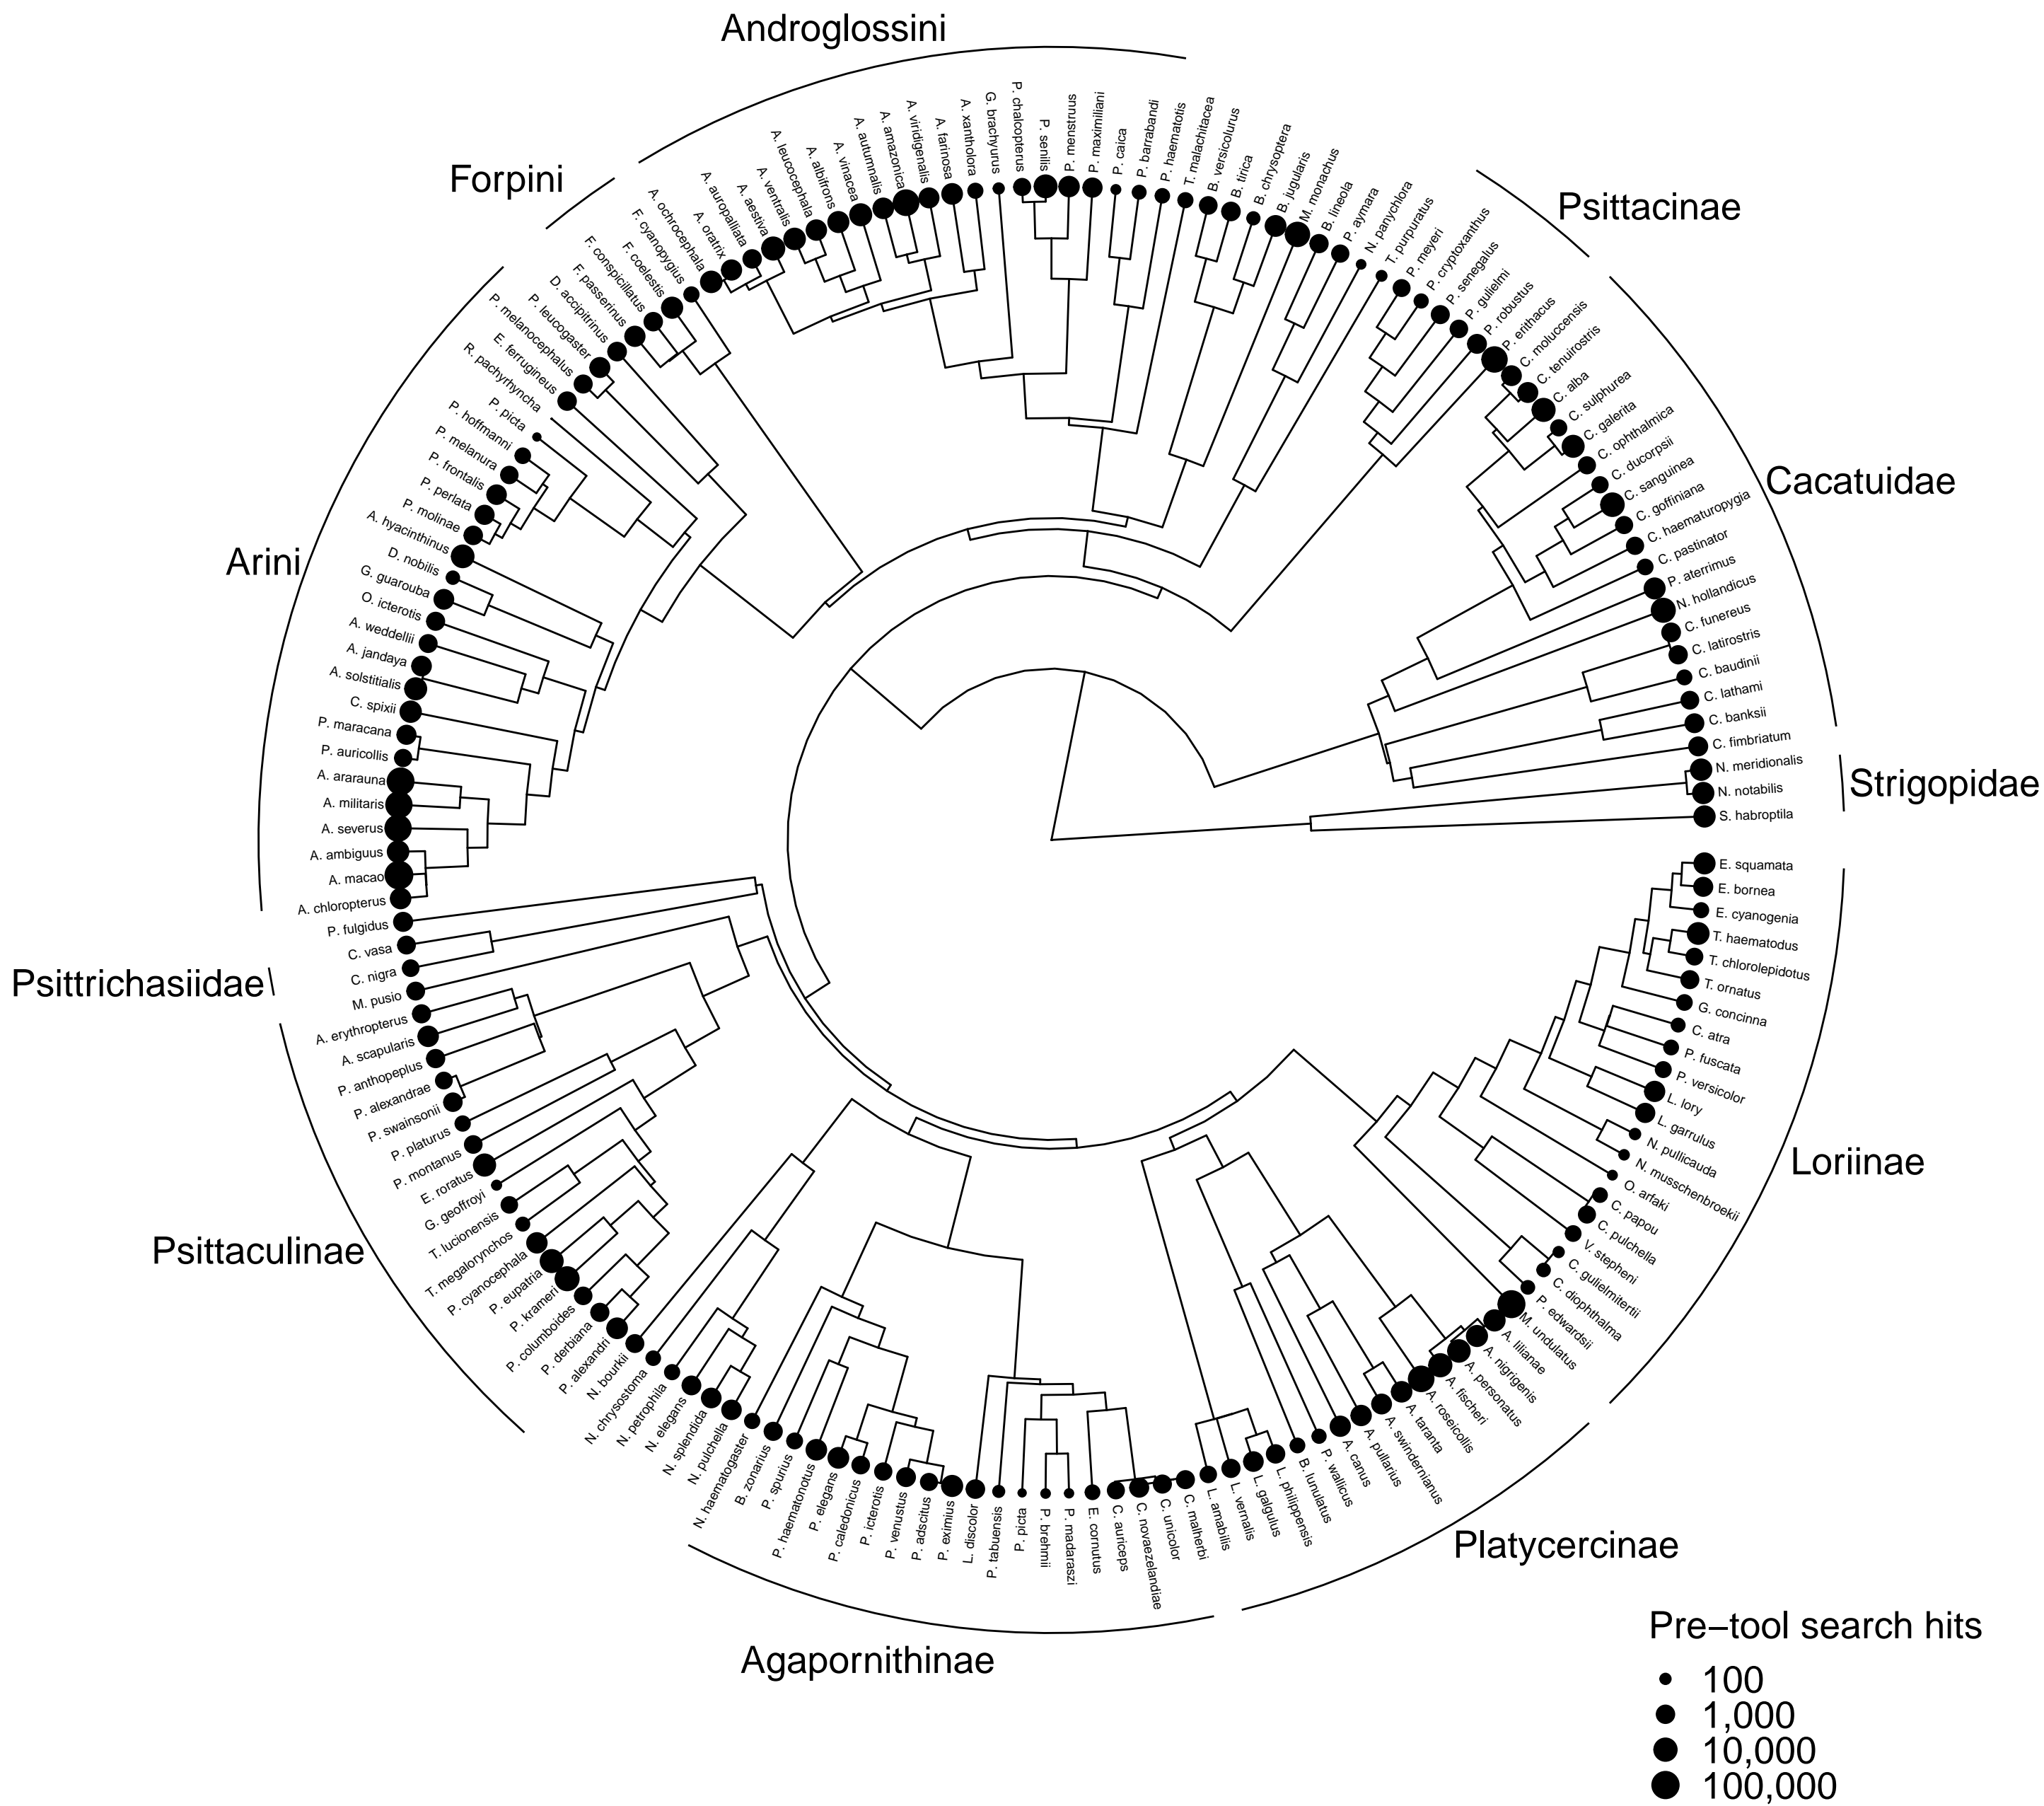 Androglossini
Forpini
Psittacinae
Arini
Cacatuidae
Strigopidae
Psittrichasiidae
Psittaculinae
Loriinae
Platycercinae
Agapornithinae
S. habroptila
N. notabilis
N. meridionalis
C. fimbriatum
C. banksii
C. lathami
C. baudinii
C. latirostris
C. funereus
N. hollandicus
P. aterrimus
C. pastinator
C. haematuropygia
C. goffiniana
C. sanguinea
C. ducorpsii
C. ophthalmica
C. galerita
C. sulphurea
C. alba
C. tenuirostris
C. moluccensis
P. erithacus
P. robustus
P. gulielmi
P. senegalus
P. cryptoxanthus
P. meyeri
T. purpuratus
N. panychlora
P. aymara
B. lineola
M. monachus
B. jugularis
B. chrysoptera
B. tirica
B. versicolurus
T. malachitacea
P. haematotis
P. barrabandi
P. caica
P. maximiliani
P. menstruus
P. senilis
P. chalcopterus
G. brachyurus
A. xantholora
A. farinosa
A. viridigenalis
A. amazonica
A. autumnalis
A. vinacea
A. albifrons
A. leucocephala
A. ventralis
A. aestiva
A. auropalliata
A. oratrix
A. ochrocephala
F. cyanopygius
F. coelestis
F. conspicillatus
F. passerinus
D. accipitrinus
P. leucogaster
P. melanocephalus
E. ferrugineus
R. pachyrhyncha
P. picta
P. hoffmanni
P. melanura
P. frontalis
P. perlata
P. molinae
A. hyacinthinus
D. nobilis
G. guarouba
O. icterotis
A. weddellii
A. jandaya
A. solstitialis
C. spixii
P. maracana
P. auricollis
A. ararauna
A. militaris
A. severus
A. ambiguus
A. macao
A. chloropterus
P. fulgidus
C. vasa
C. nigra
M. pusio
A. erythropterus
A. scapularis
P. anthopeplus
P. alexandrae
P. swainsonii
P. platurus
P. montanus
E. roratus
G. geoffroyi
T. lucionensis
T. megalorynchos
P. cyanocephala
P. eupatria
P. krameri
P. columboides
P. derbiana
P. alexandri
N. bourkii
N. chrysostoma
N. petrophila
N. elegans
N. splendida
N. pulchella
N. haematogaster
B. zonarius
P. spurius
P. haematonotus
P. elegans
P. caledonicus
P. icterotis
P. venustus
P. adscitus
P. eximius
L. discolor
P. tabuensis
P. picta
P. brehmii
P. madaraszi
E. cornutus
C. auriceps
C. novaezelandiae
C. unicolor
C. malherbi
L. amabilis
L. vernalis
L. galgulus
L. philippensis
B. lunulatus
P. wallicus
A. canus
A. pullarius
A. swindernianus
A. taranta
A. roseicollis
A. fischeri
A. personatus
A. nigrigenis
A. lilianae
M. undulatus
P. edwardsii
C. diophthalma
C. gulielmitertii
V. stepheni
C. pulchella
C. papou
O. arfaki
N. musschenbroekii
N. pullicauda
L. garrulus
L. lory
P. versicolor
P. fuscata
C. atra
G. concinna
T. ornatus
T. chlorolepidotus
T. haematodus
E. cyanogenia
E. bornea
E. squamata
Pre−tool search hits
100
1,000
10,000
100,000